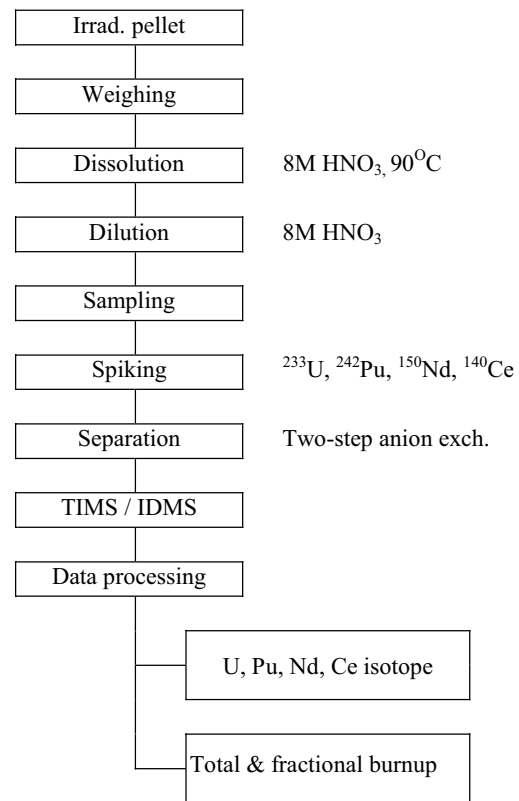 Irrad. pellet
Weighing
Dissolution 8M HNO₃, 90°C
Dilution 8M HNO₃
Sampling
Spiking ²³³U, ²⁴²Pu, ¹⁵⁰Nd, ¹⁴⁰Ce
Separation Two-step anion exch.
TIMS / IDMS
Data processing
U, Pu, Nd, Ce isotope
Total & fractional burnup